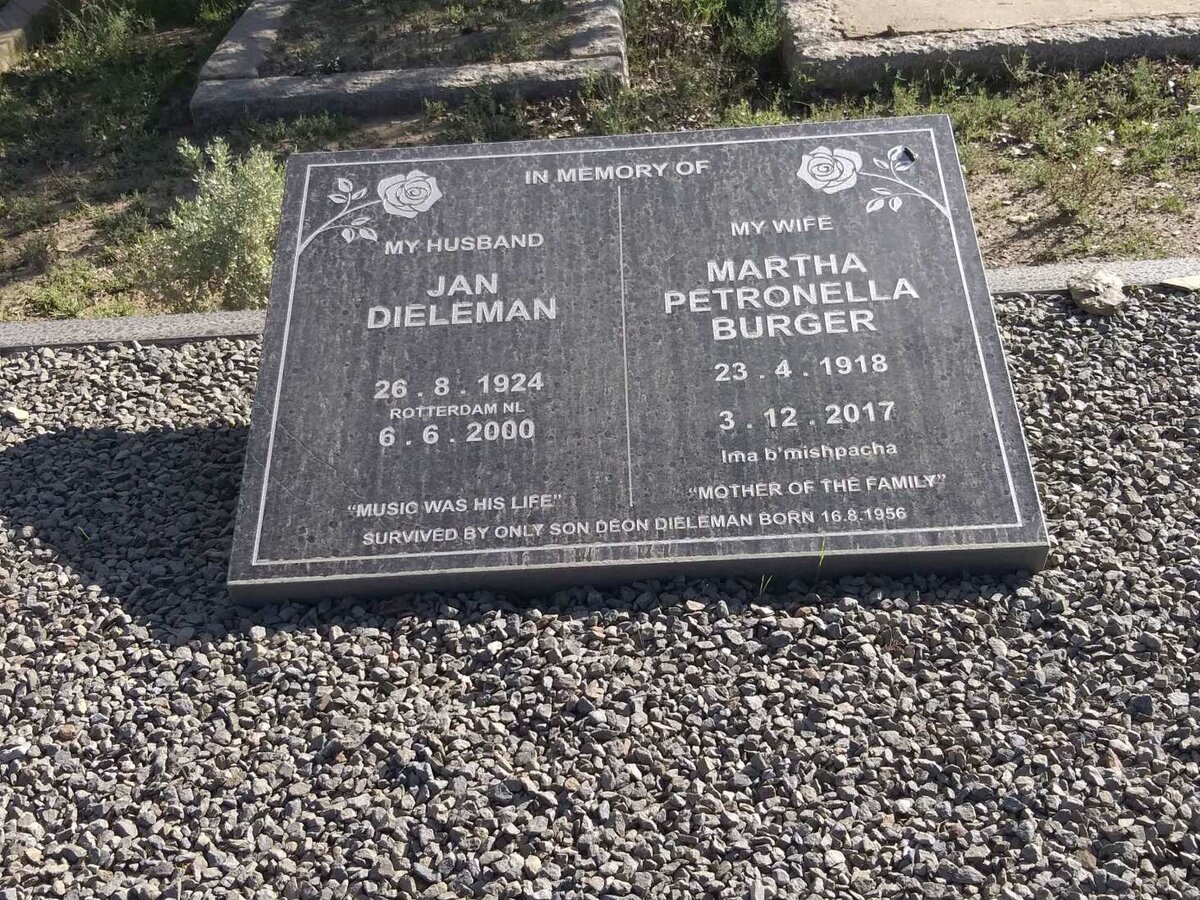 IN MEMORY OF
MY HUSBAND
JAN
DIELEMAN
26 . 8 . 1924
ROTTERDAM NL
6 . 6 . 2000
"MUSIC WAS HIS LIFE"
MY WIFE
MARTHA
PETRONELLA
BURGER
23 . 4 . 1918
3 . 12 . 2017
Ima b'mishpacha
"MOTHER OF THE FAMILY"
SURVIVED BY ONLY SON DEON DIELEMAN BORN 16.8.1956